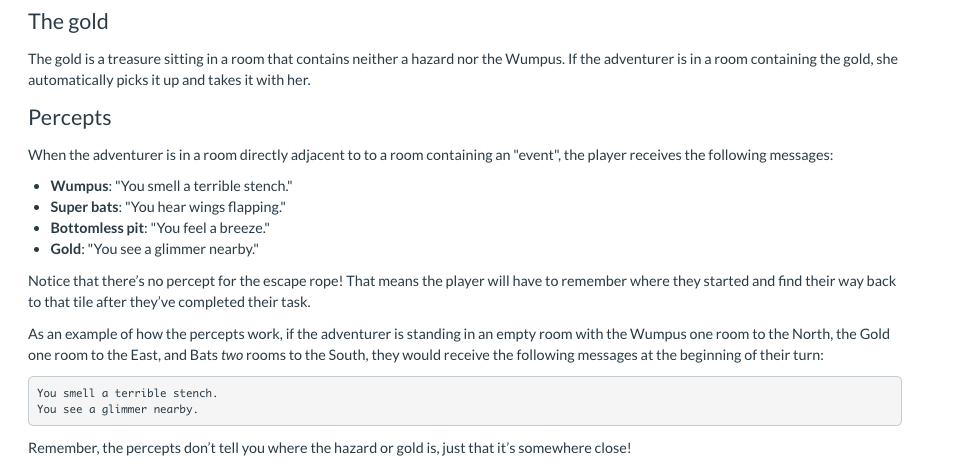 The gold
The gold is a treasure sitting in a room that contains neither a hazard nor the Wumpus. If the adventurer is in a room containing the gold, she
automatically picks it up and takes it with her.
Percepts
When the adventurer is in a room directly adjacent to to a room containing an "event", the player receives the following messages:
• Wumpus: "You smell a terrible stench."
• Super bats: "You hear wings flapping."
• Bottomless pit: "You feel a breeze."
• Gold: "You see a glimmer nearby."
Notice that there's no percept for the escape rope! That means the player will have to remember where they started and find their way back
to that tile after they've completed their task.
As an example of how the percepts work, if the adventurer is standing in an empty room with the Wumpus one room to the North, the Gold
one room to the East, and Bats two rooms to the South, they would receive the following messages at the beginning of their turn:
You smell a terrible stench.
You see a glimmer nearby.
Remember, the percepts don't tell you where the hazard or gold is, just that it's somewhere close!